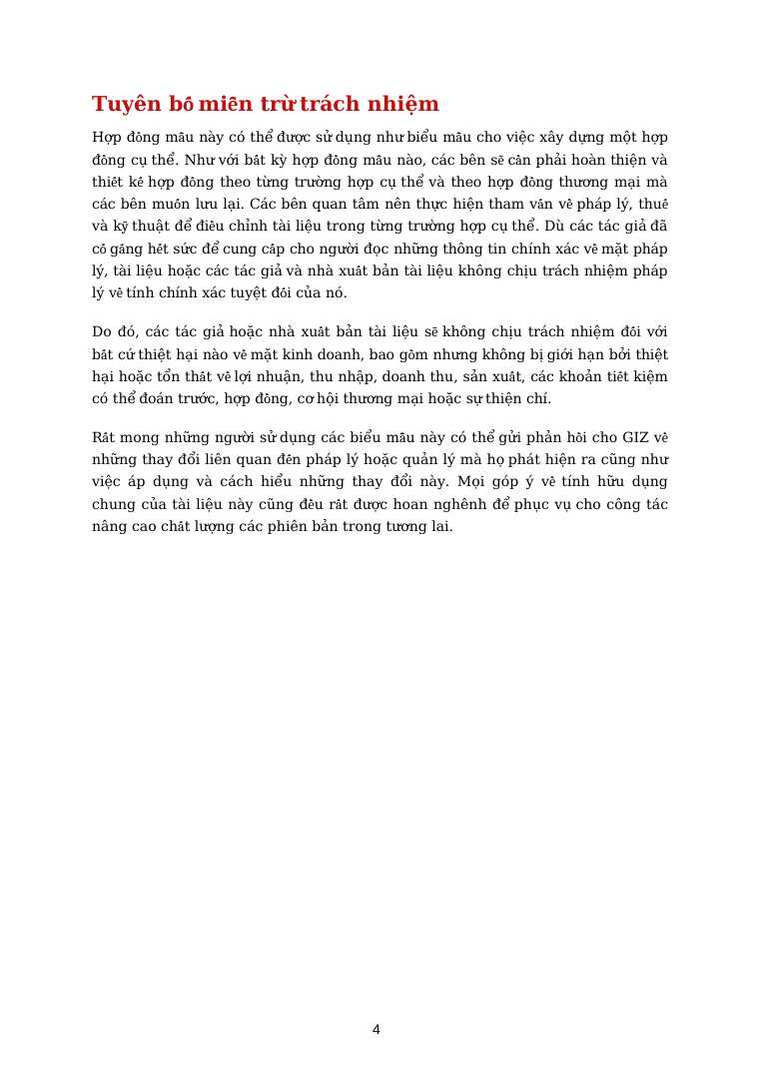 Tuyên bố miễn trừ trách nhiệm
Hợp đồng mẫu này có thể được sử dụng như biểu mẫu cho việc xây dựng một hợp
đồng cụ thể. Như với bất kỳ hợp đồng mẫu nào, các bên sẽ cần phải hoàn thiện và
thiết kế hợp đồng theo từng trường hợp cụ thể và theo hợp đồng thương mại mà
các bên muốn lưu lại. Các bên quan tâm nên thực hiện tham vấn về pháp lý, thuế
và kỹ thuật để điều chỉnh tài liệu trong từng trường hợp cụ thể. Dù các tác giả đã
cố gắng hết sức để cung cấp cho người đọc những thông tin chính xác về mặt pháp
lý, tài liệu hoặc các tác giả và nhà xuất bản tài liệu không chịu trách nhiệm pháp
lý về tính chính xác tuyệt đối của nó.
Do đó, các tác giả hoặc nhà xuất bản tài liệu sẽ không chịu trách nhiệm đối với
bất cứ thiệt hại nào về mặt kinh doanh, bao gồm nhưng không bị giới hạn bởi thiệt
hại hoặc tổn thất về lợi nhuận, thu nhập, doanh thu, sản xuất, các khoản tiết kiệm
có thể đoán trước, hợp đồng, cơ hội thương mại hoặc sự thiện chí.
Rất mong những người sử dụng các biểu mẫu này có thể gửi phản hồi cho GIZ về
những thay đổi liên quan đến pháp lý hoặc quản lý mà họ phát hiện ra cũng như
việc áp dụng và cách hiểu những thay đổi này. Mọi góp ý về tính hữu dụng
chung của tài liệu này cũng đều rất được hoan nghênh để phục vụ cho công tác
nâng cao chất lượng các phiên bản trong tương lai.
4